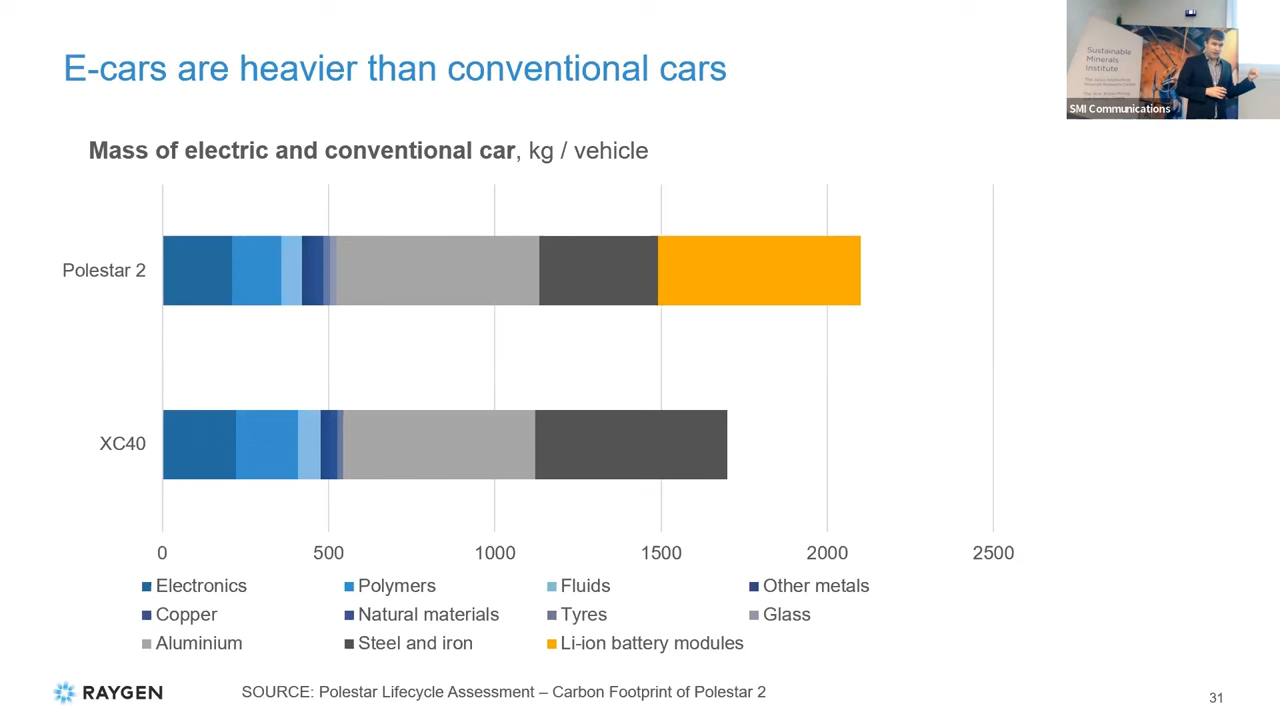 E-cars are heavier than conventional cars
Sustainable
Minerals
Institute
SMI Communications
Mass of electric and conventional car, kg / vehicle
Polestar 2
XC40
0 500 1000 1500 2000 2500
Electronics Polymers Fluids Other metals
Copper Natural materials Tyres Glass
Aluminium Steel and iron Li-ion battery modules
RAYGEN
SOURCE: Polestar Lifecycle Assessment – Carbon Footprint of Polestar 2
31